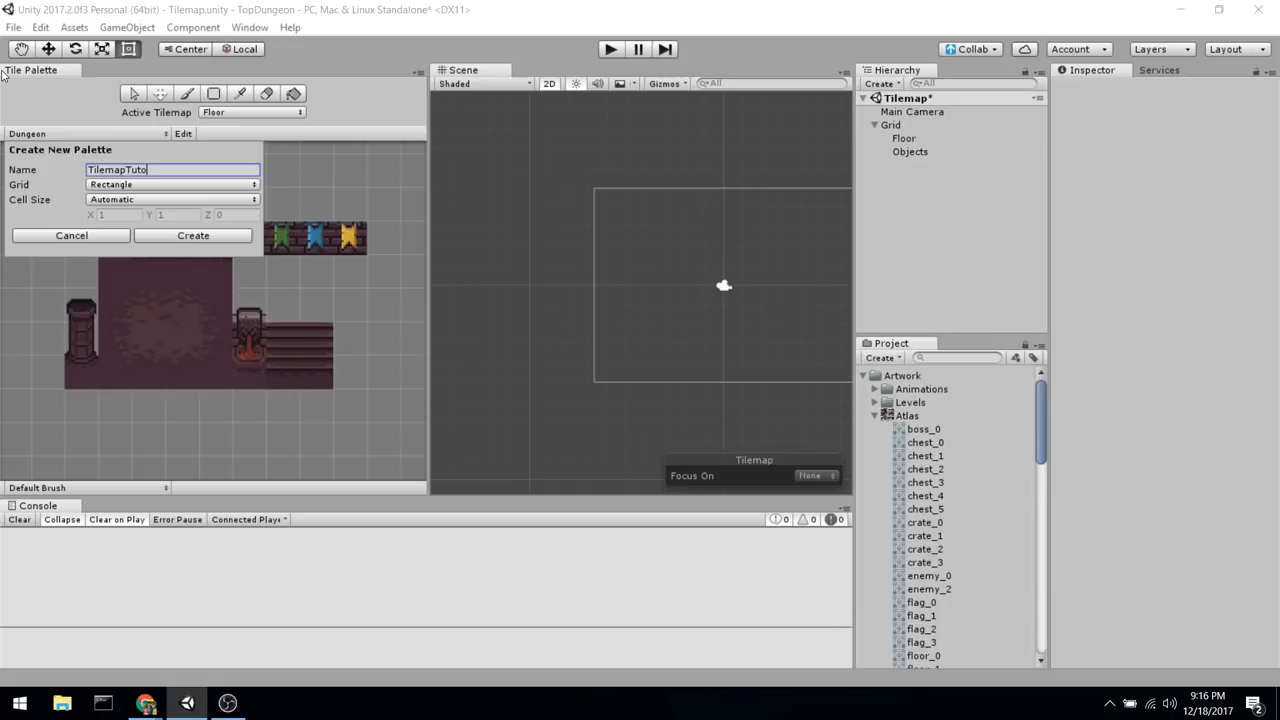 Unity 2017.2.0f3 Personal (64bit) - Tilemap.unity - TopDungeon - PC, Mac & Linux Standalone* <DX11>
File Edit Assets GameObject Component Window Help
Center Local
Collab Account Layers Layout
Tile Palette
Active Tilemap Floor
Dungeon Edit
Create New Palette
Name TilemapTuto
Grid Rectangle
Cell Size Automatic
X 1 Y 1 Z 0
Cancel Create
Default Brush
Scene
Shaded 2D Gizmos All
Tilemap
Focus On None
Hierarchy
Create All
Tilemap*
Main Camera
Grid
Floor
Objects
Project
Create
Artwork
Animations
Levels
Atlas
boss_0
chest_0
chest_1
chest_2
chest_3
chest_4
chest_5
crate_0
crate_1
crate_2
crate_3
enemy_0
enemy_2
flag_0
flag_1
flag_2
flag_3
floor_0
Inspector Services
Console
Clear Collapse Clear on Play Error Pause Connected Playe
0 0 0
9:16 PM
12/18/2017
2